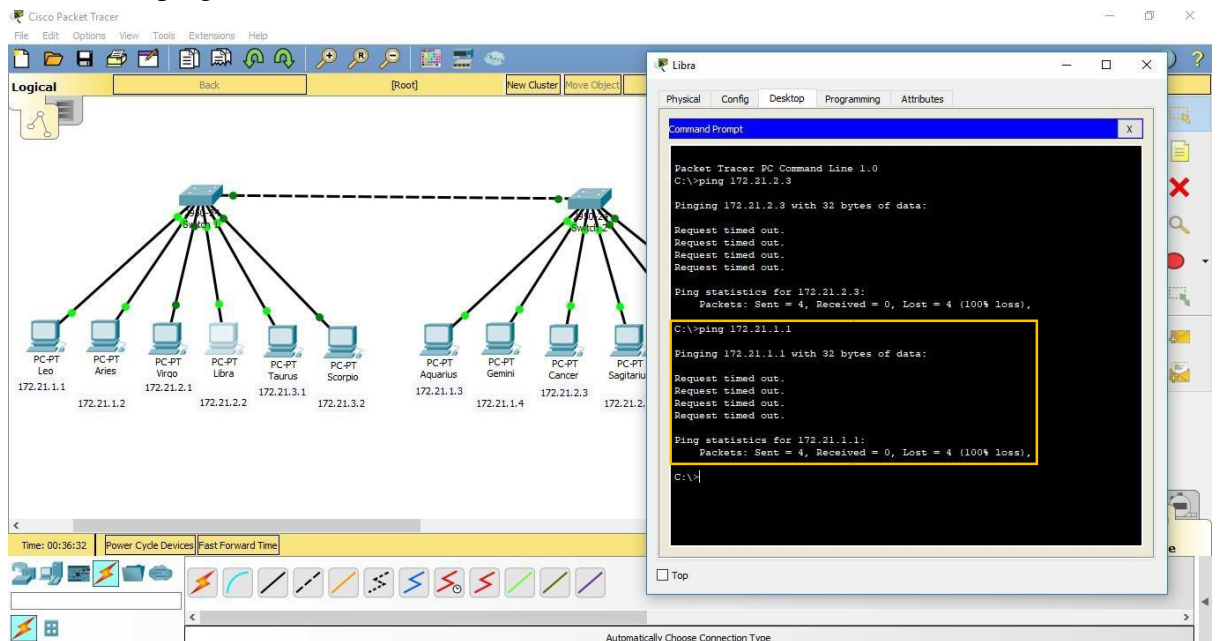 Cisco Packet Tracer
File Edit Options View Tools Extensions Help
Logical
Back
[Root]
New Cluster
Move Object
PC-PT
Leo
172.21.1.1
PC-PT
Aries
172.21.1.2
PC-PT
Virgo
172.21.2.1
PC-PT
Libra
172.21.2.2
PC-PT
Taurus
172.21.3.1
PC-PT
Scorpio
172.21.3.2
PC-PT
Aquarius
172.21.1.3
PC-PT
Gemini
172.21.1.4
PC-PT
Cancer
172.21.2.3
PC-PT
Sagitariu
172.21.2.
Libra
Physical Config Desktop Programming Attributes
Command Prompt
X
Packet Tracer PC Command Line 1.0
C:\>ping 172.21.2.3
Pinging 172.21.2.3 with 32 bytes of data:
Request timed out.
Request timed out.
Request timed out.
Request timed out.
Ping statistics for 172.21.2.3:
Packets: Sent = 4, Received = 0, Lost = 4 (100% loss),
C:\>ping 172.21.1.1
Pinging 172.21.1.1 with 32 bytes of data:
Request timed out.
Request timed out.
Request timed out.
Request timed out.
Ping statistics for 172.21.1.1:
Packets: Sent = 4, Received = 0, Lost = 4 (100% loss),
C:\>
Top
Time: 00:36:32
Power Cycle Devices
Fast Forward Time
Automatically Choose Connection Type